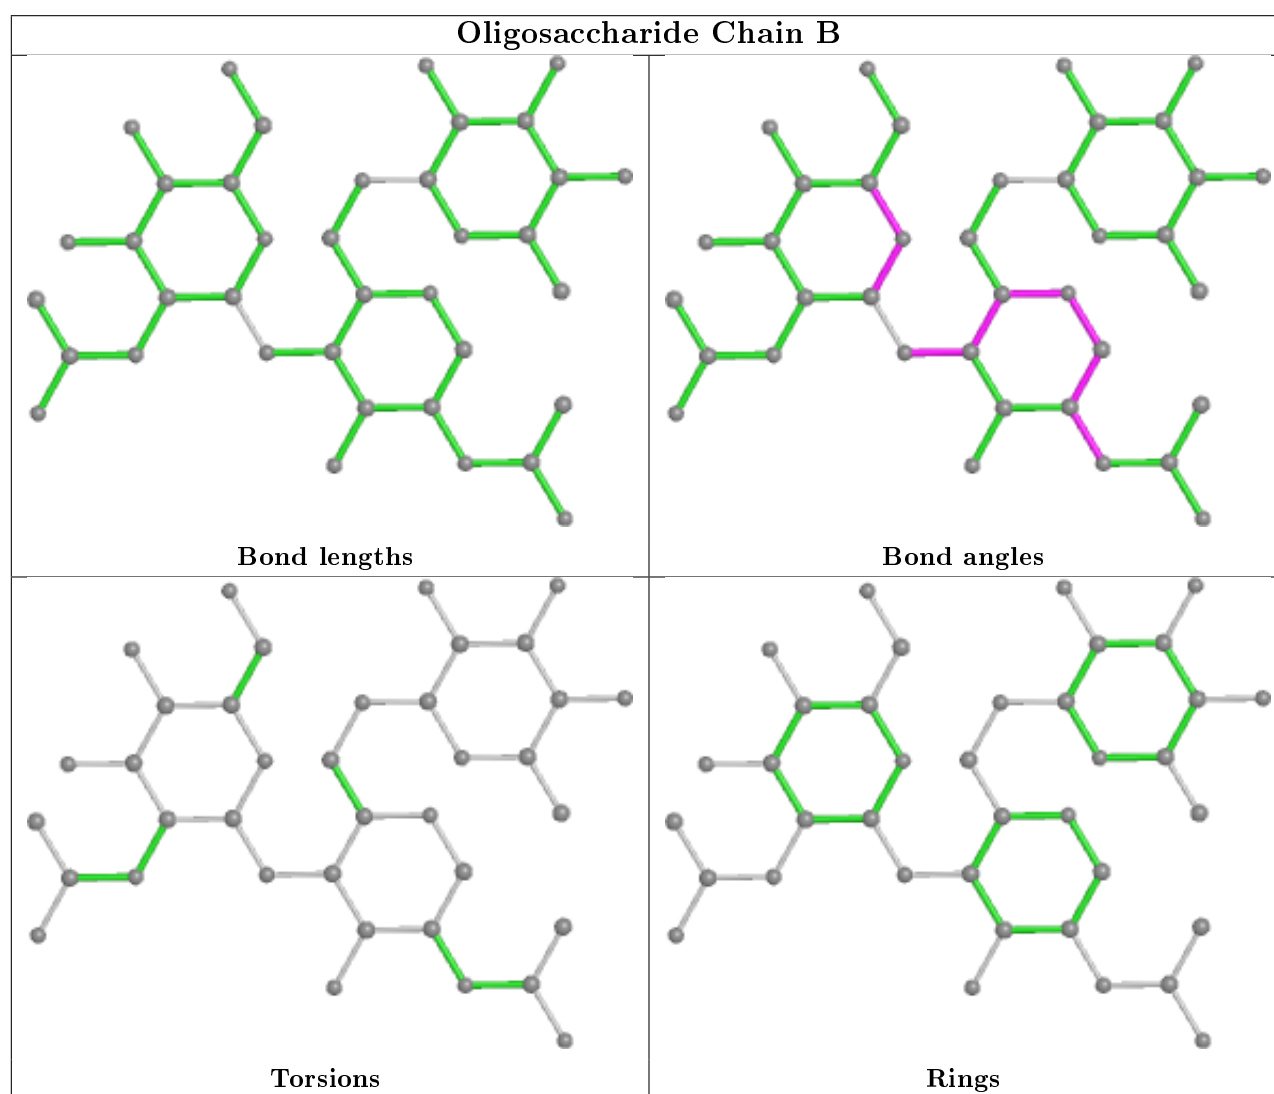 Oligosaccharide Chain B
Bond lengths
Bond angles
Torsions
Rings